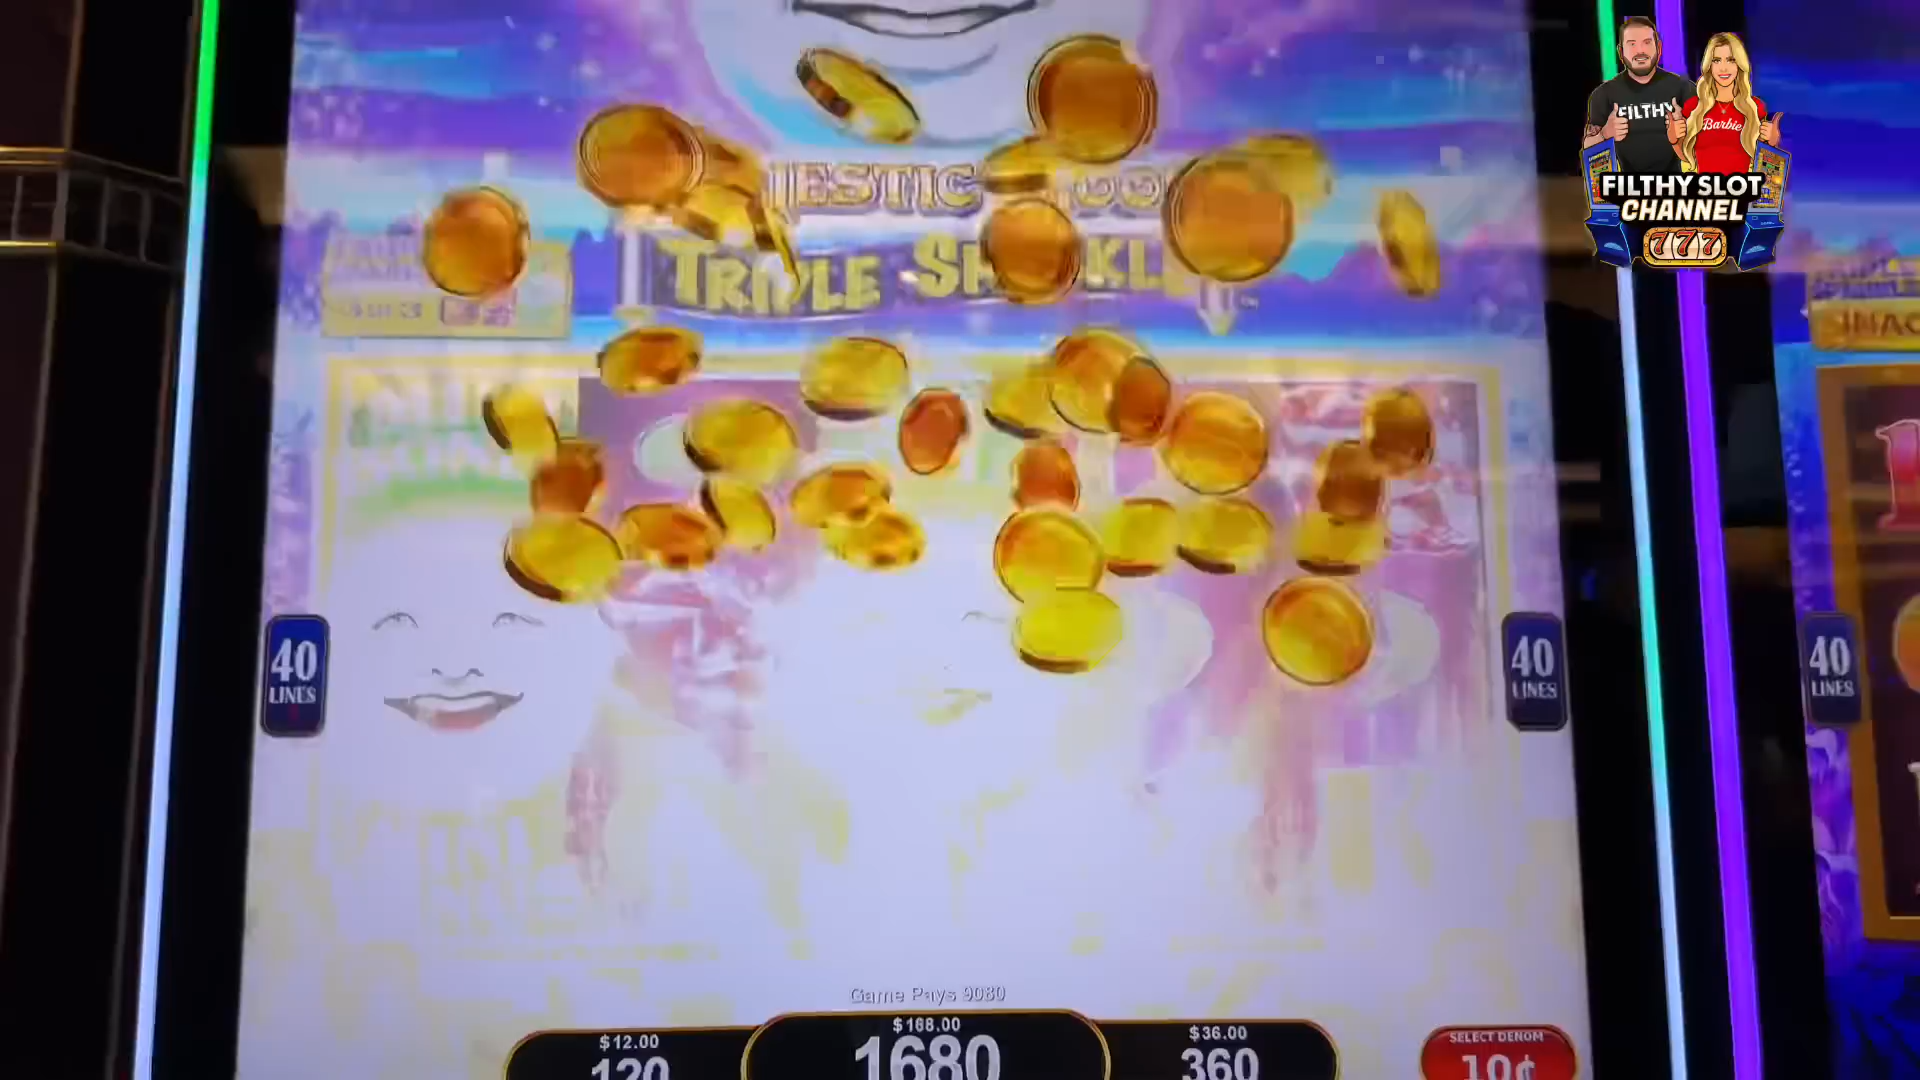 FILTHY
Barbie
FILTHY SLOT
CHANNEL
777
TRIPLE
40
LINES
40
LINES
40
LINES
Game Pays 9080
$12.00
120
$168.00
1680
$36.00
360
SELECT DENOM
10¢